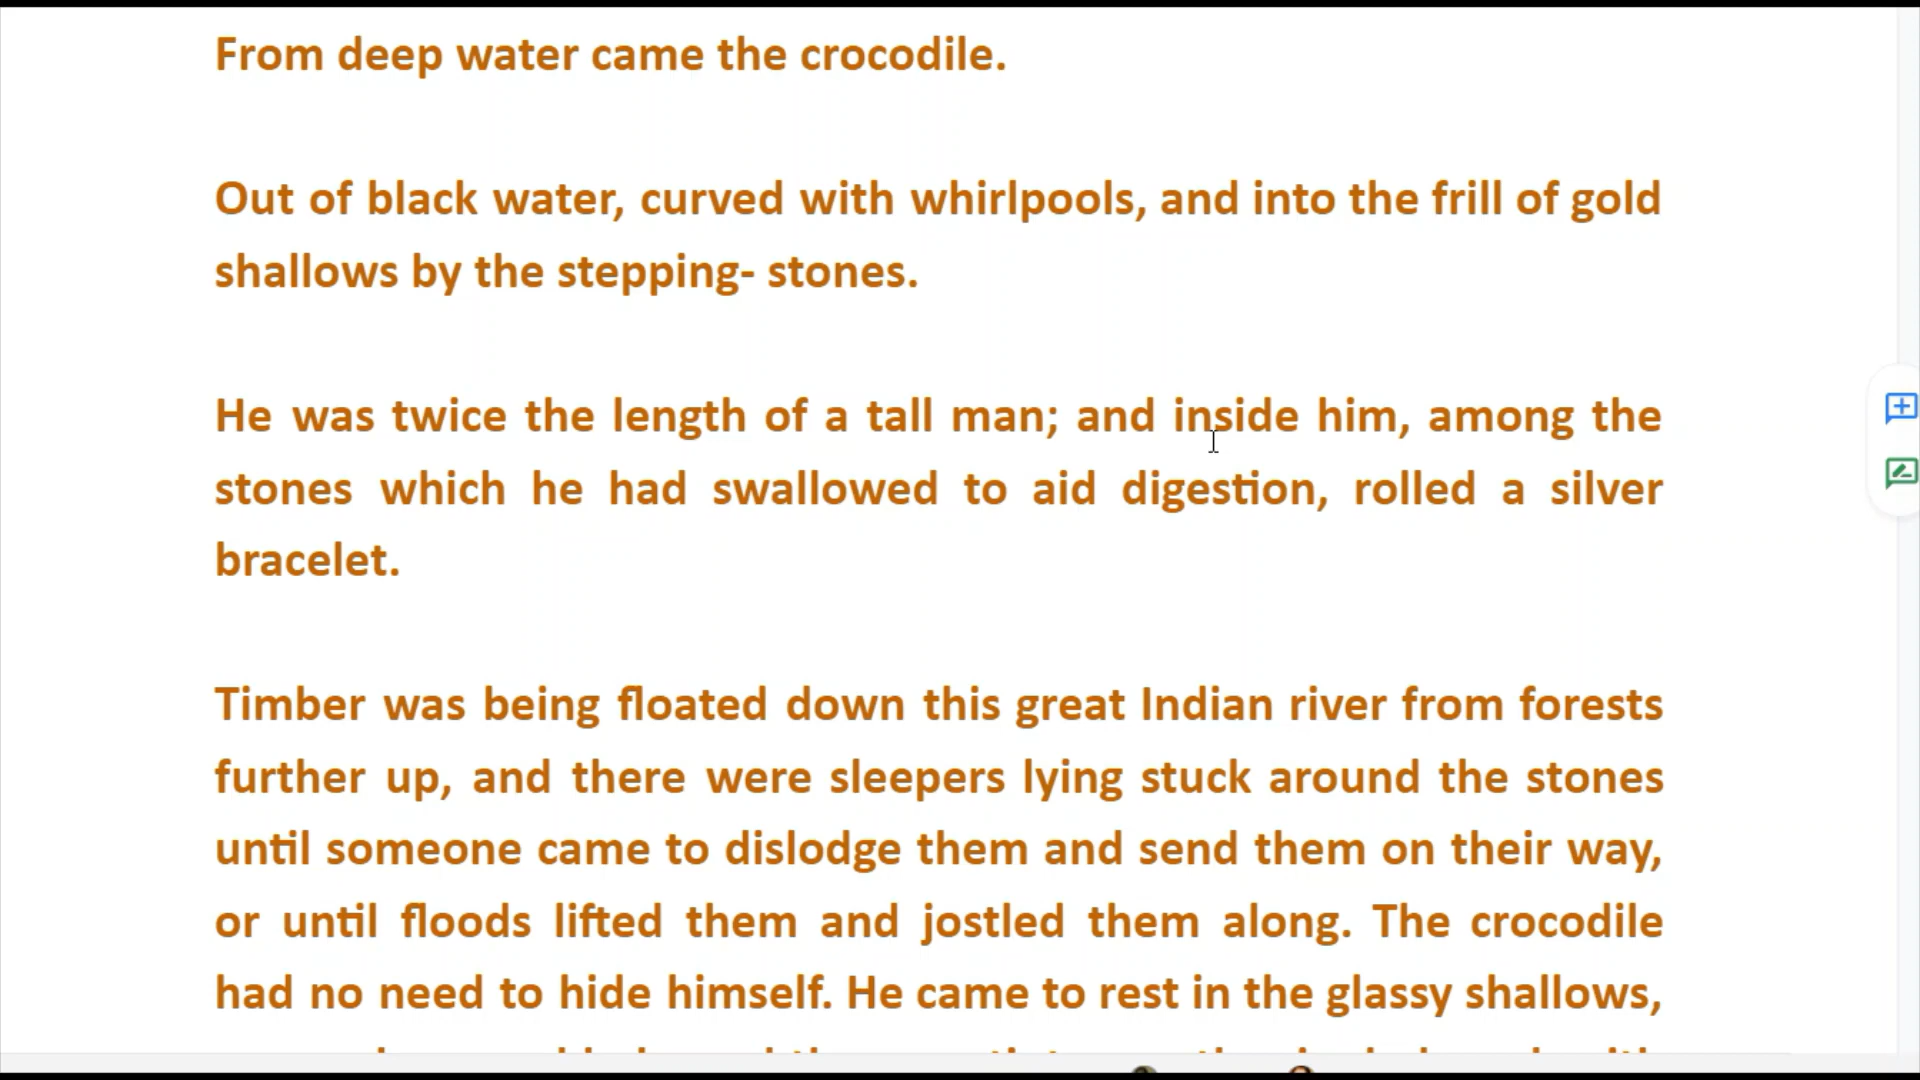 From deep water came the crocodile.
Out of black water, curved with whirlpools, and into the frill of gold
shallows by the stepping- stones.
He was twice the length of a tall man; and inside him, among the
stones which he had swallowed to aid digestion, rolled a silver
bracelet.
Timber was being floated down this great Indian river from forests
further up, and there were sleepers lying stuck around the stones
until someone came to dislodge them and send them on their way,
or until floods lifted them and jostled them along. The crocodile
had no need to hide himself. He came to rest in the glassy shallows,